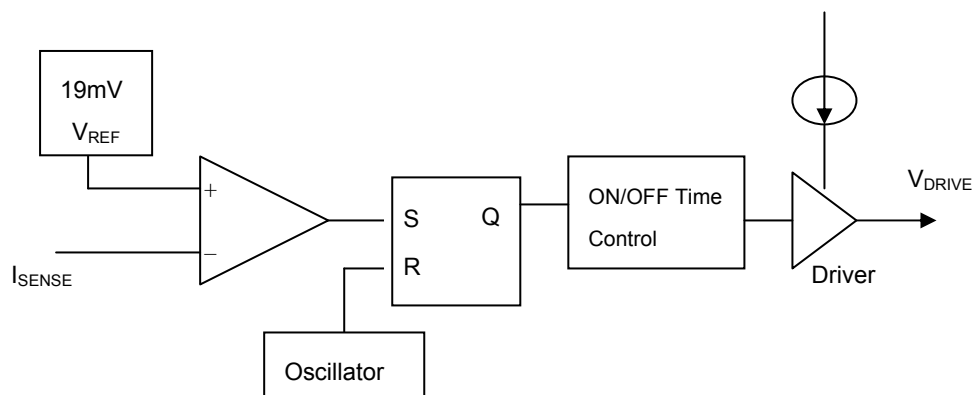 19mV
VREF
+
−
ISENSE
S
R
Q
Oscillator
ON/OFF Time
Control
Driver
VDRIVE